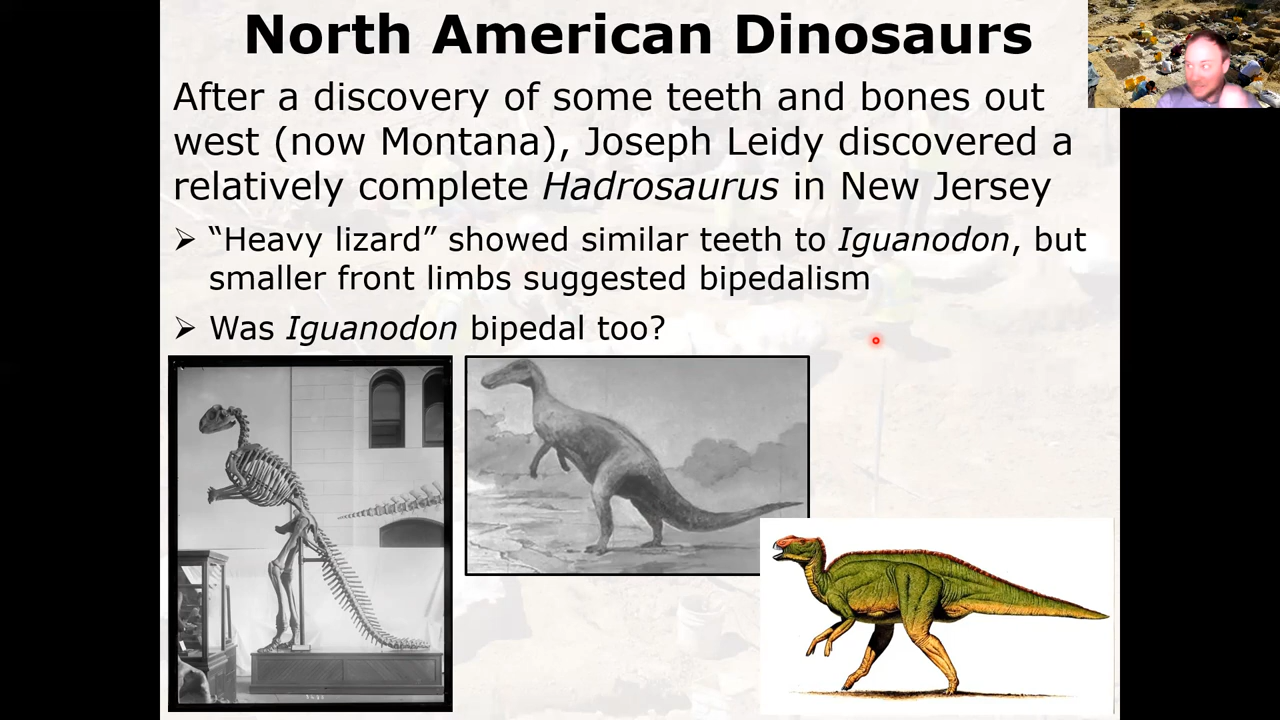 North American Dinosaurs
After a discovery of some teeth and bones out
west (now Montana), Joseph Leidy discovered a
relatively complete Hadrosaurus in New Jersey
➢ “Heavy lizard” showed similar teeth to Iguanodon, but
smaller front limbs suggested bipedalism
➢ Was Iguanodon bipedal too?